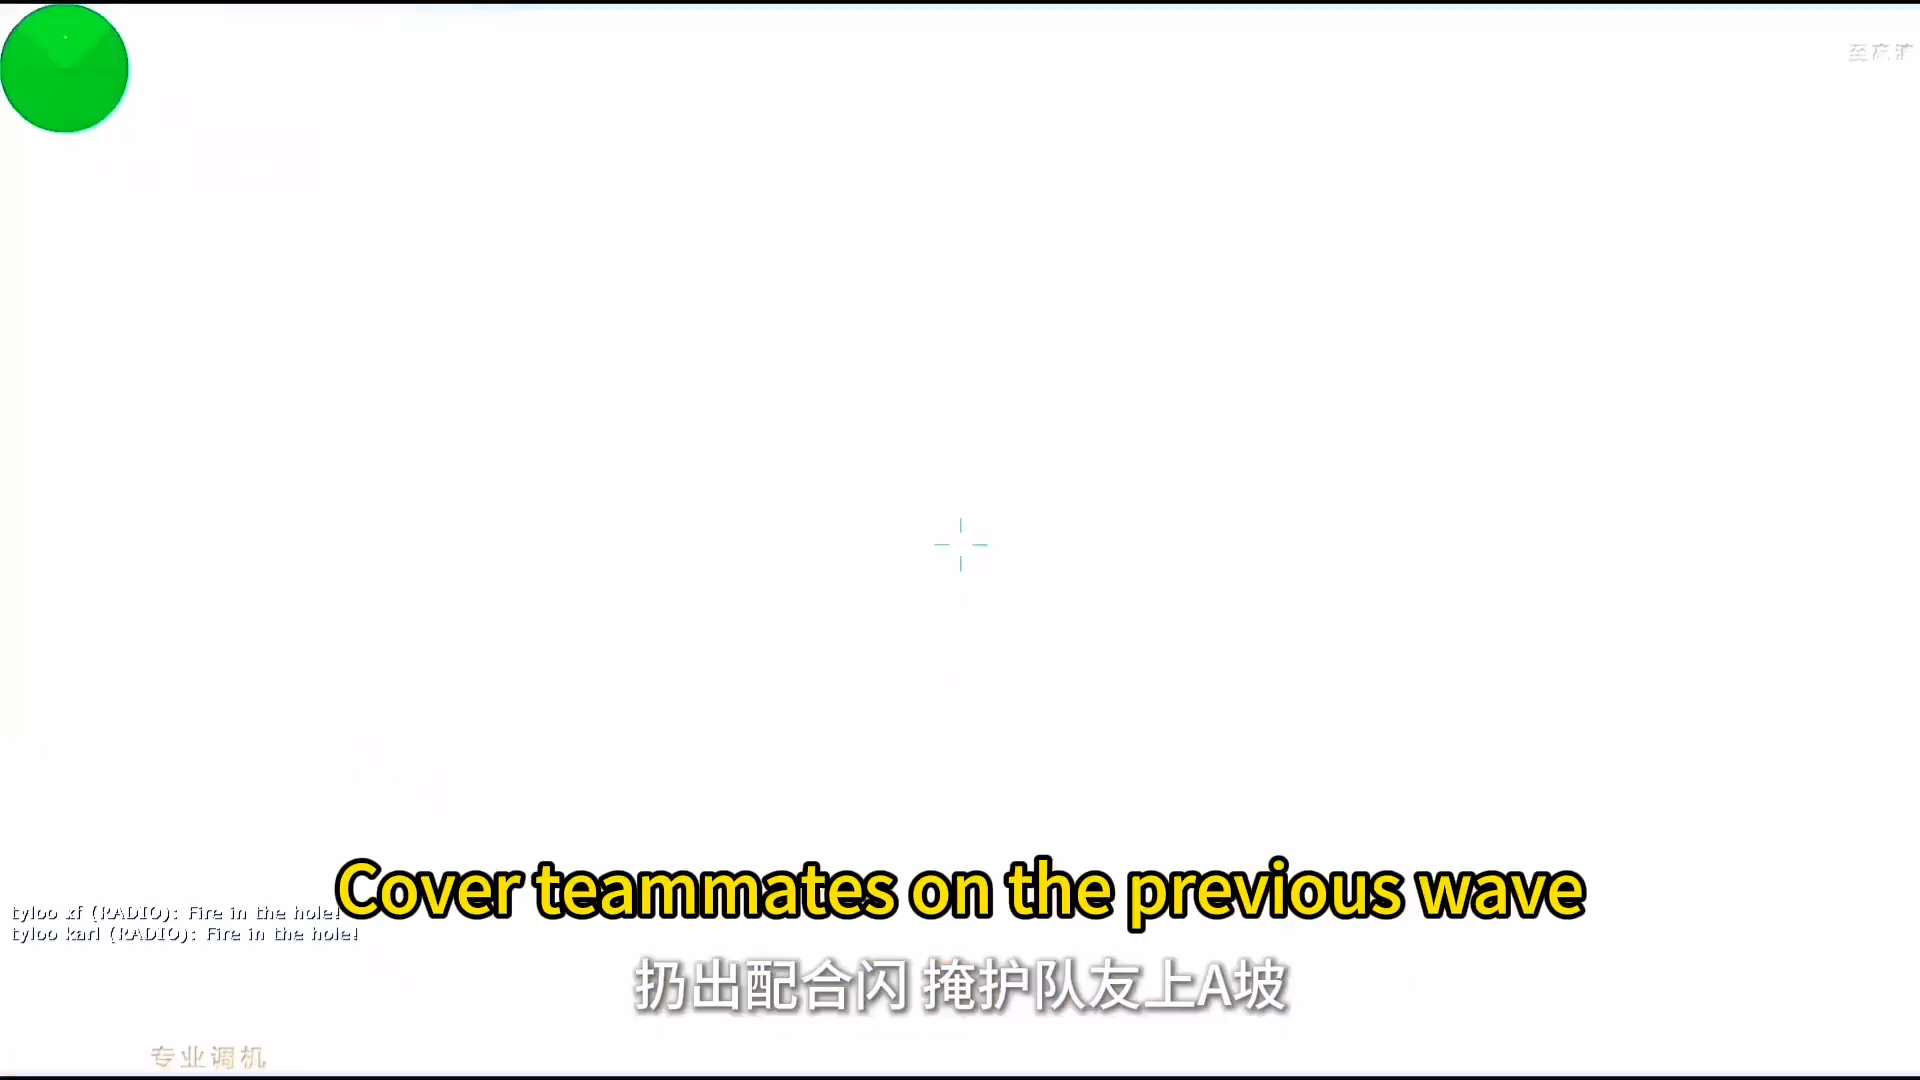 Cover teammates on the previous wave
tyloo xf (RADIO): Fire in the hole!
tyloo karl (RADIO): Fire in the hole!
扔出配合闪 掩护队友上A坡
专业调机